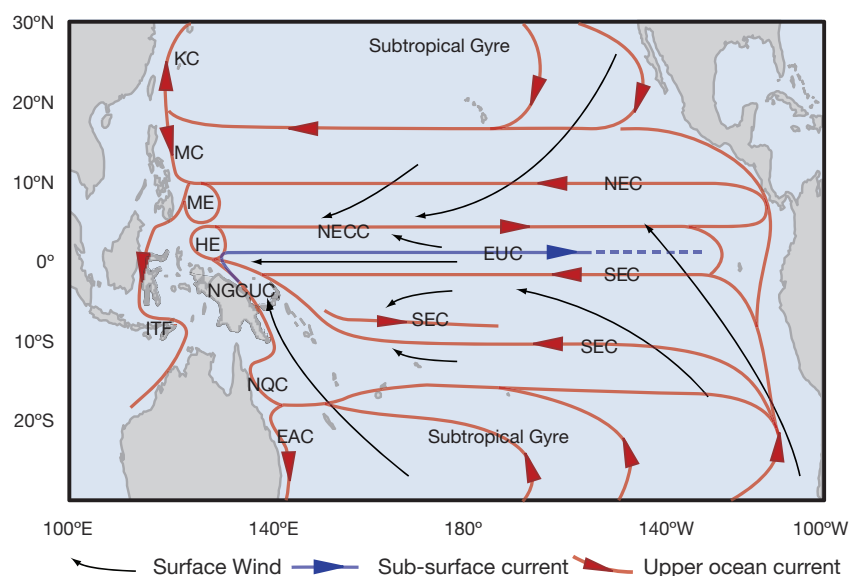 30ºN
20ºN
10ºN
0º
10ºS
20ºS
Subtropical Gyre
KC
MC
ME
NEC
NECC
HE
EUC
SEC
NGCUC
SEC
ITF
SEC
NQC
EAC
Subtropical Gyre
100ºE
140ºE
180º
140ºW
100ºW
Surface Wind
Sub-surface current
Upper ocean current